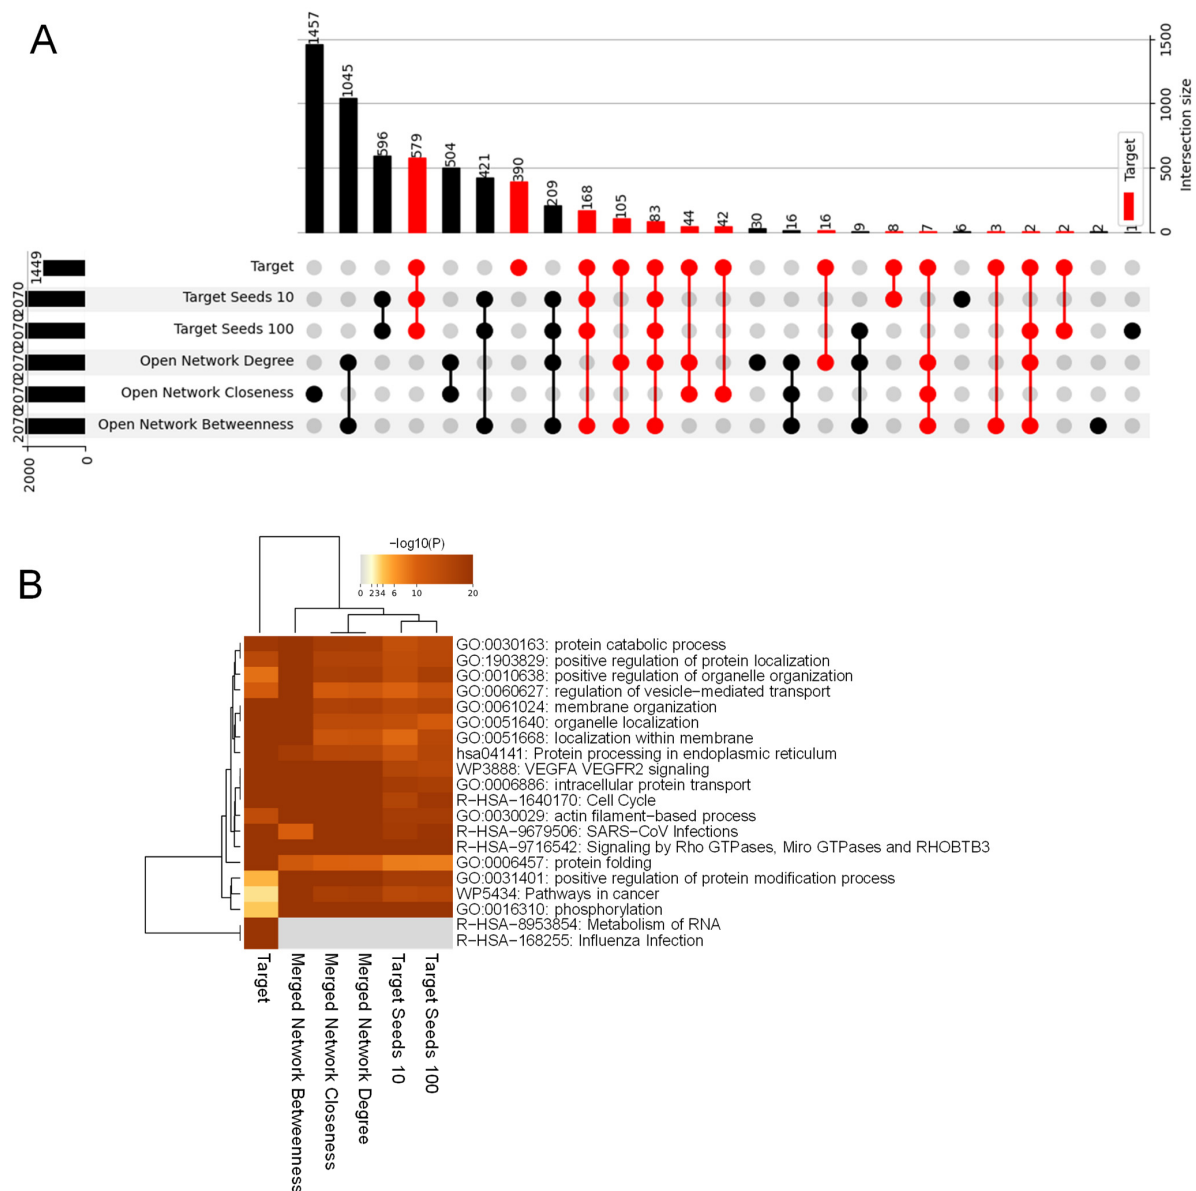 A
1457
1045
596
579
504
421
390
209
168
105
83
44
42
30
16
16
9
8
7
6
3
2
2
2
1
0
500
1000
1500
Intersection size
Target
1449 Target
2070 Target Seeds 10
2070 Target Seeds 100
2070 Open Network Degree
2070 Open Network Closeness
2070 Open Network Betweenness
2000 0
B
−log10(P)
0 2 3 4 6 10 20
GO:0030163: protein catabolic process
GO:1903829: positive regulation of protein localization
GO:0010638: positive regulation of organelle organization
GO:0060627: regulation of vesicle−mediated transport
GO:0061024: membrane organization
GO:0051640: organelle localization
GO:0051668: localization within membrane
hsa04141: Protein processing in endoplasmic reticulum
WP3888: VEGFA VEGFR2 signaling
GO:0006886: intracellular protein transport
R−HSA−1640170: Cell Cycle
GO:0030029: actin filament−based process
R−HSA−9679506: SARS−CoV Infections
R−HSA−9716542: Signaling by Rho GTPases, Miro GTPases and RHOBTB3
GO:0006457: protein folding
GO:0031401: positive regulation of protein modification process
WP5434: Pathways in cancer
GO:0016310: phosphorylation
R−HSA−8953854: Metabolism of RNA
R−HSA−168255: Influenza Infection
Target
Merged Network Betweenness
Merged Network Closeness
Merged Network Degree
Target Seeds 10
Target Seeds 100